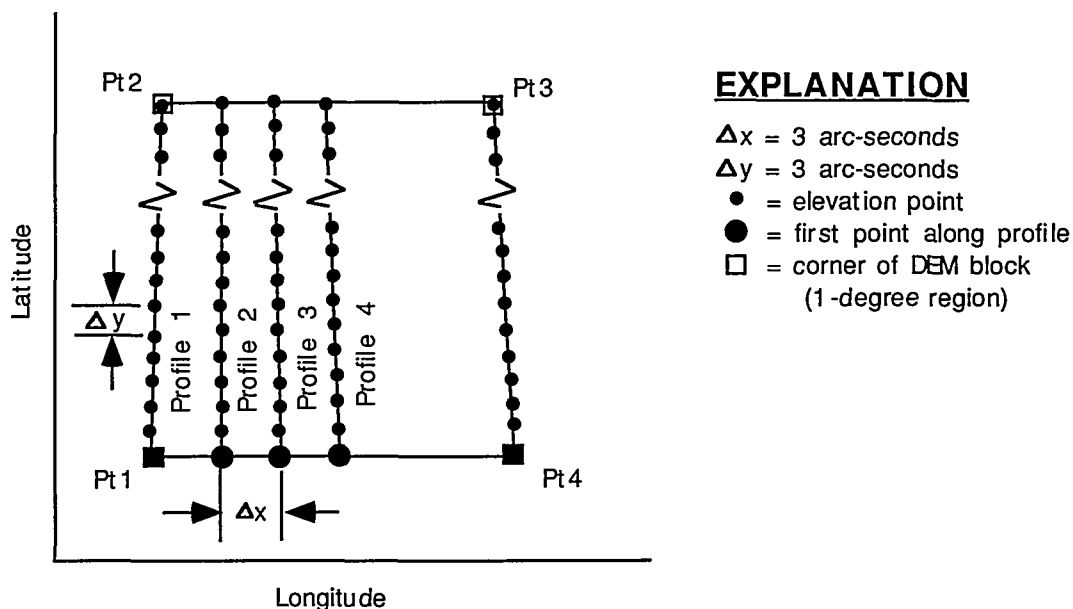 Pt2
Pt3
Latitude
Δy
Profile 1
Profile 2
Profile 3
Profile 4
Pt1
Pt4
Δx
Longitude
EXPLANATION
Δx = 3 arc-seconds
Δy = 3 arc-seconds
= elevation point
= first point along profile
= corner of DEM block
(1-degree region)